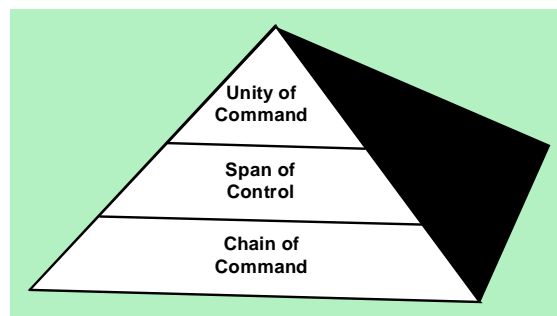 Unity of
Command
Span of
Control
Chain of
Command